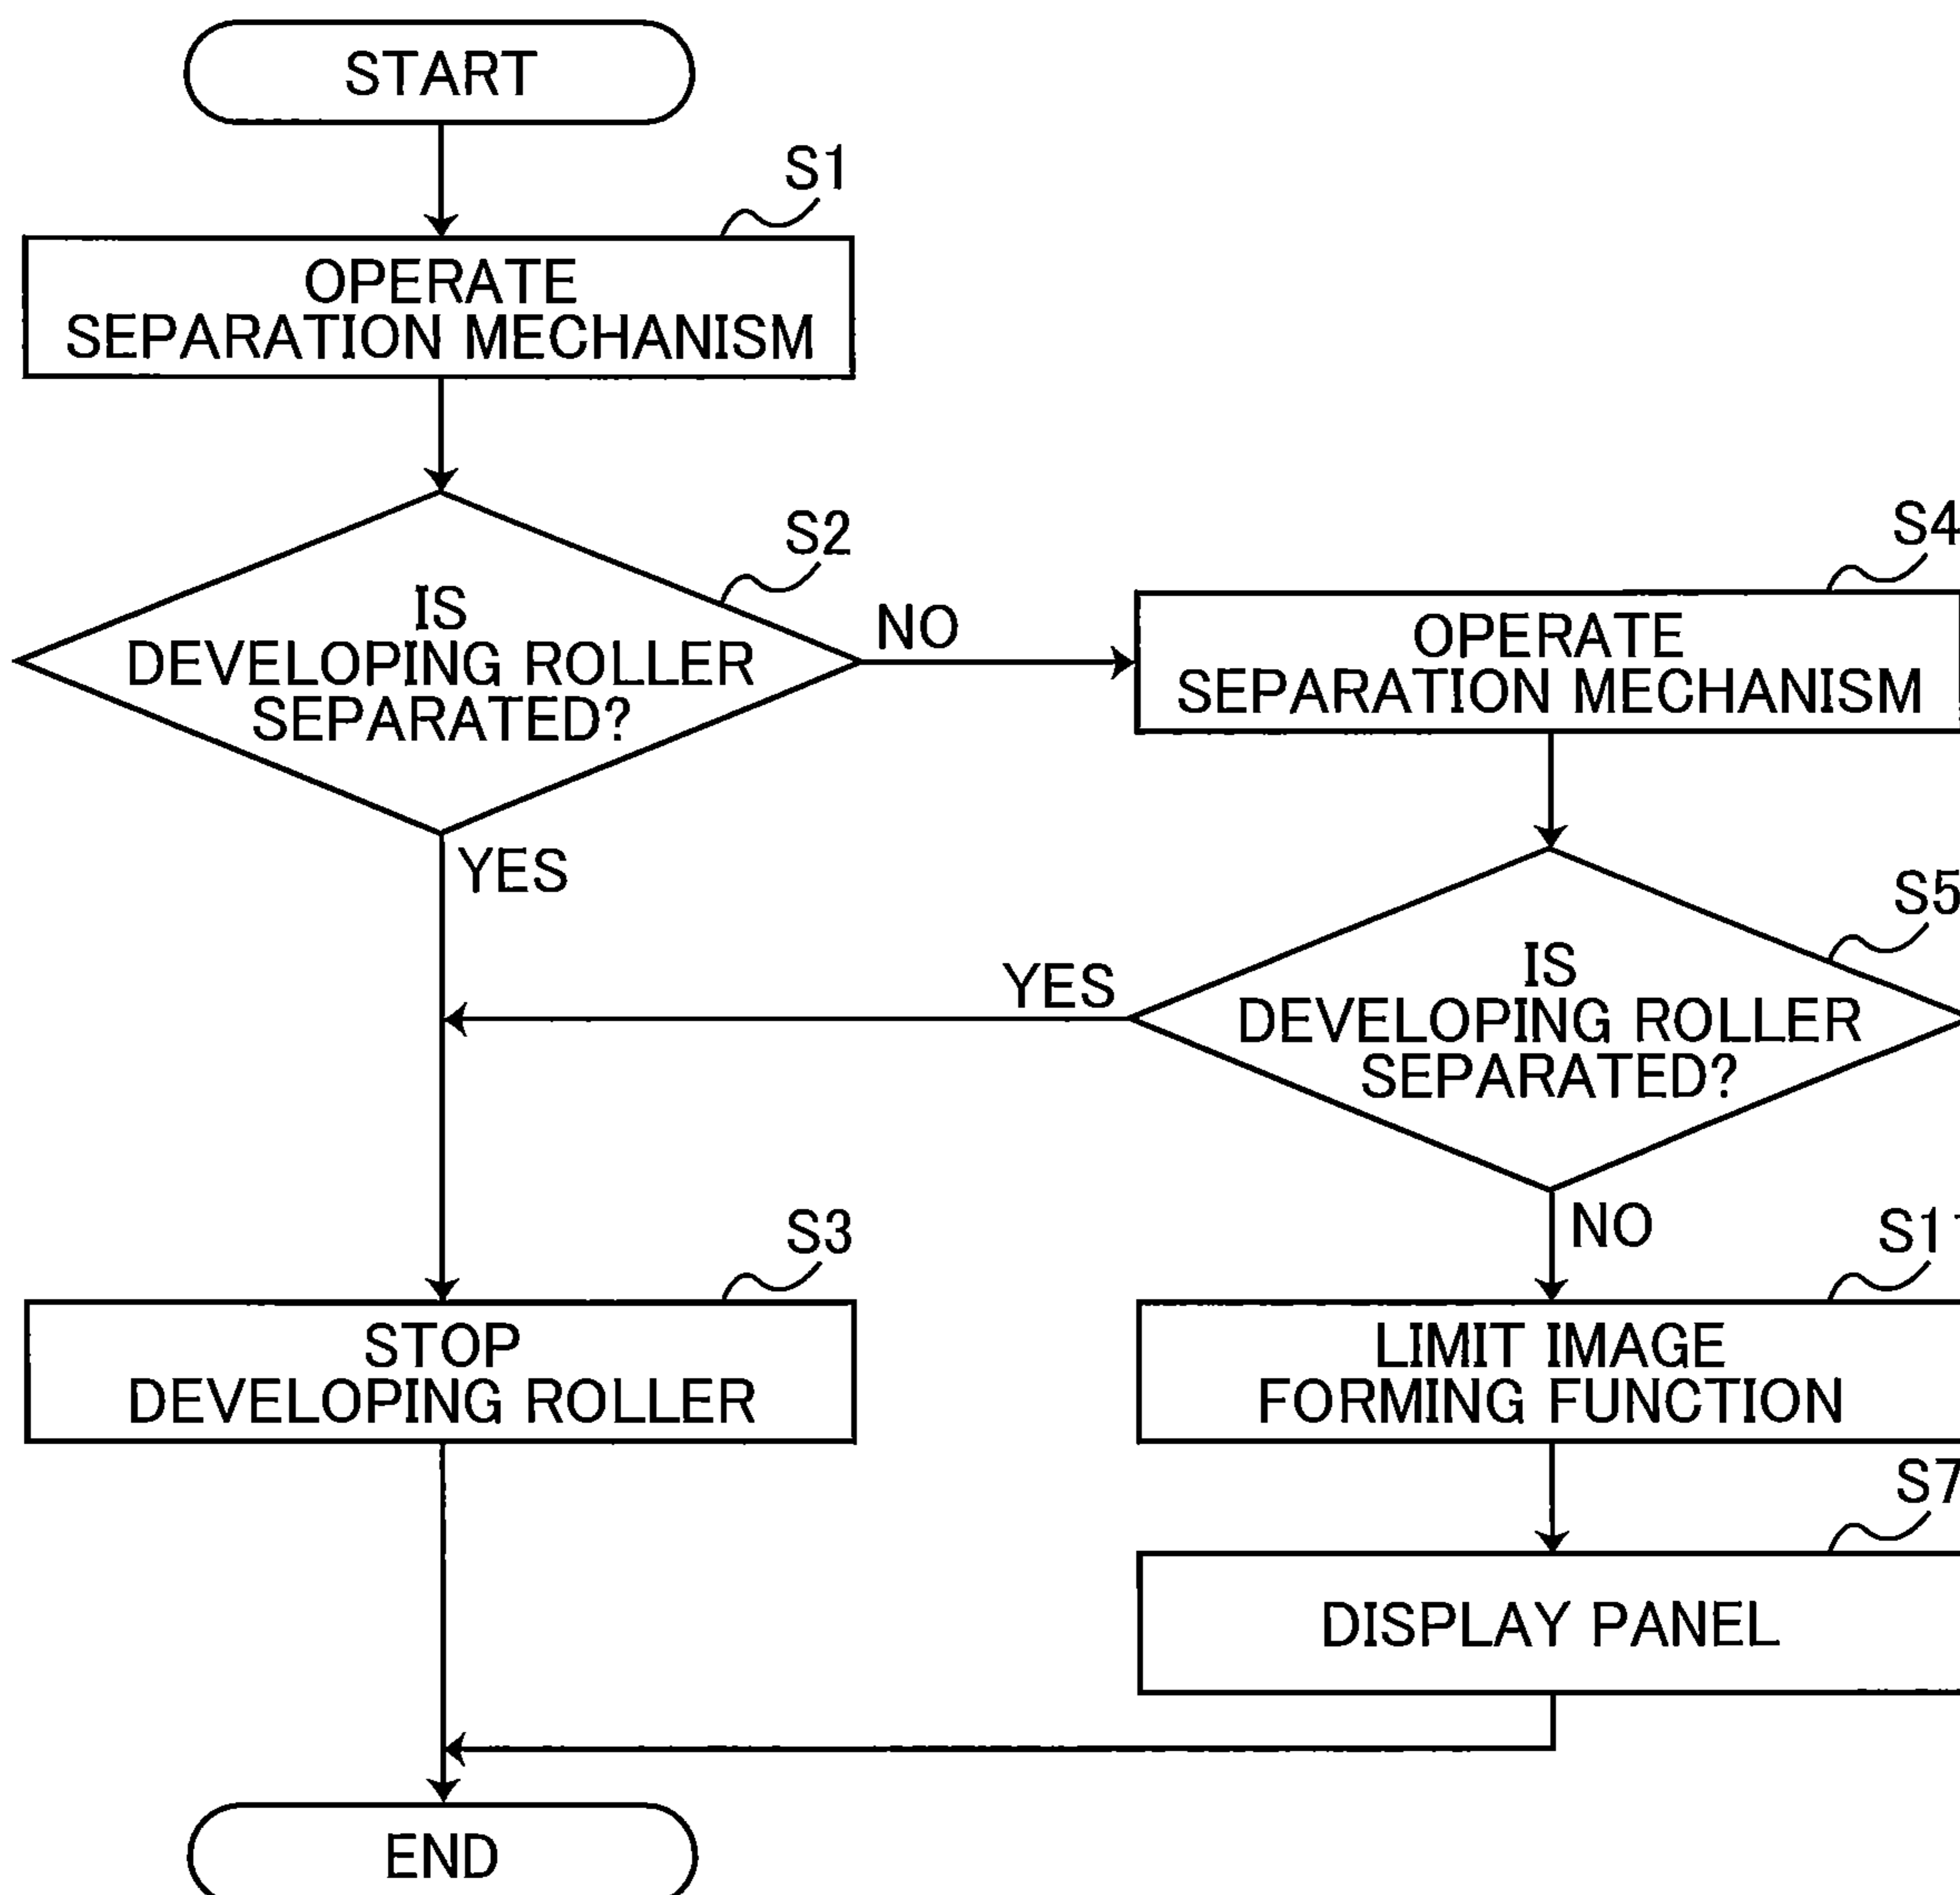 START
S1
OPERATE
SEPARATION MECHANISM
S2
IS
DEVELOPING ROLLER
SEPARATED?
NO
YES
S4
OPERATE
SEPARATION MECHANISM
S5
IS
DEVELOPING ROLLER
SEPARATED?
YES
NO
S3
STOP
DEVELOPING ROLLER
LIMIT IMAGE
FORMING FUNCTION
S7
DISPLAY PANEL
END